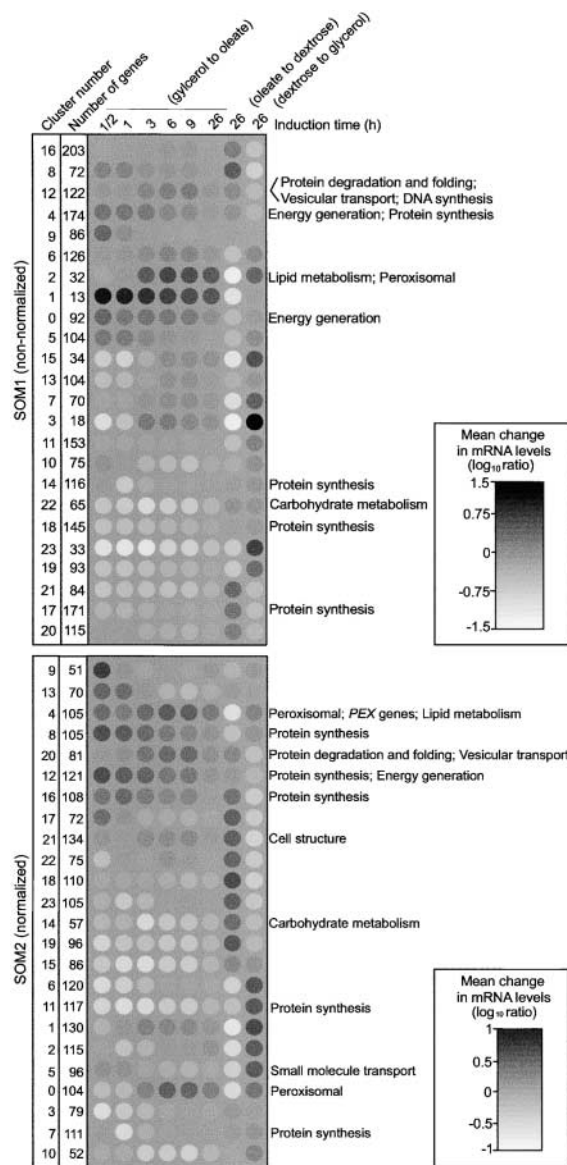 Cluster number
Number of genes
(gylcerol to oleate)
(oleate to dextrose)
(dextrose to glycerol)
1/2 1 3 6 9 26 26 26 Induction time (h)
SOM1 (non-normalized)
16 203
8 72
12 122 Protein degradation and folding;
Vesicular transport; DNA synthesis
4 174 Energy generation; Protein synthesis
9 86
6 126
2 32 Lipid metabolism; Peroxisomal
1 13
0 92 Energy generation
5 104
15 34
13 104
7 70
3 18
11 153
10 75
14 116 Protein synthesis
22 65 Carbohydrate metabolism
18 145 Protein synthesis
23 33
19 93
21 84
17 171 Protein synthesis
20 115
Mean change
in mRNA levels
(log10 ratio)
1.5
0.75
0
-0.75
-1.5
SOM2 (normalized)
9 51
13 70
4 105 Peroxisomal; PEX genes; Lipid metabolism
8 105 Protein synthesis
20 81 Protein degradation and folding; Vesicular transport
12 121 Protein synthesis; Energy generation
16 108 Protein synthesis
17 72
21 134 Cell structure
22 75
18 110
23 105
14 57 Carbohydrate metabolism
19 96
15 86
6 120
11 117 Protein synthesis
1 130
2 115
5 96 Small molecule transport
0 104 Peroxisomal
3 79
7 111 Protein synthesis
10 52
Mean change
in mRNA levels
(log10 ratio)
1
0.5
0
-0.5
-1